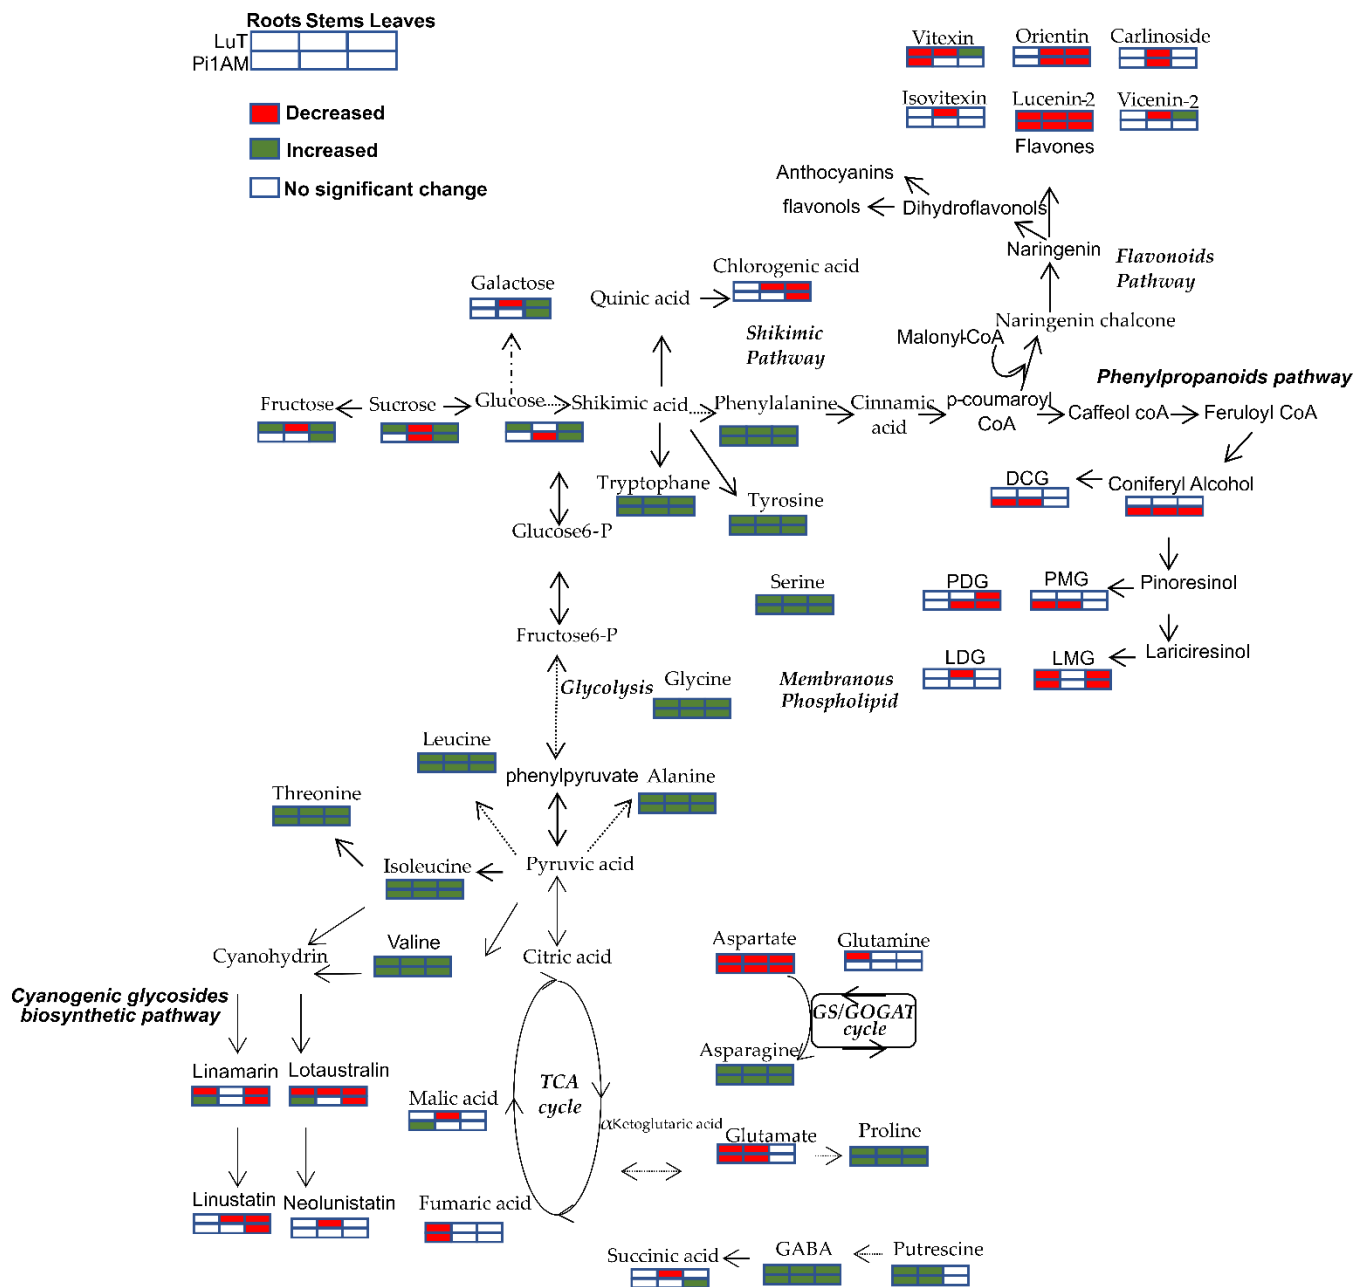 Roots Stems Leaves
LuT
Pi1AM
Decreased
Increased
No significant change
Vitexin
Orientin
Carlinoside
Isovitexin
Lucenin-2
Vicenin-2
Flavones
Anthocyanins
flavonols
Dihydroflavonols
Naringenin
Flavonoids
Pathway
Galactose
Quinic acid
Chlorogenic acid
Naringenin chalcone
Malonyl-CoA
Shikimic
Pathway
Phenylpropanoids pathway
Fructose
Sucrose
Glucose
Shikimic acid
Phenylalanine
Cinnamic
acid
p-coumaroyl
CoA
Caffeol coA
Feruloyl CoA
Tryptophane
Tyrosine
DCG
Coniferyl Alcohol
Glucose6-P
Serine
PDG
PMG
Pinoresinol
Fructose6-P
LDG
LMG
Lariciresinol
Glycolysis
Glycine
Membranous
Phospholipid
Leucine
phenylpyruvate
Alanine
Threonine
Isoleucine
Pyruvic acid
Cyanohydrin
Valine
Citric acid
Aspartate
Glutamine
Cyanogenic glycosides
biosynthetic pathway
GS/GOGAT
cycle
Asparagine
Linamarin
Lotaustralin
Malic acid
TCA
cycle
αKetoglutaric acid
Glutamate
Proline
Linustatin
Neolunistatin
Fumaric acid
Succinic acid
GABA
Putrescine